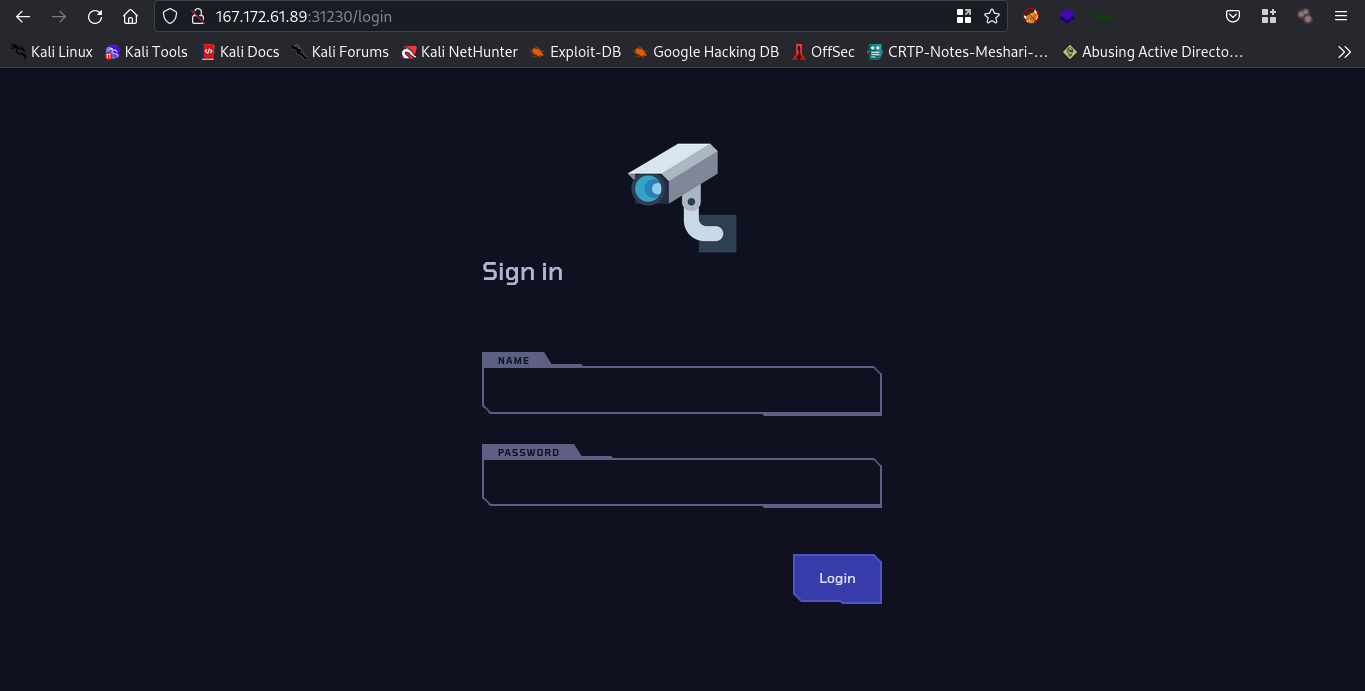 167.172.61.89:31230/login
Kali Linux Kali Tools Kali Docs Kali Forums Kali NetHunter Exploit-DB Google Hacking DB OffSec CRTP-Notes-Meshari-… Abusing Active Directo…
Sign in
NAME
PASSWORD
Login